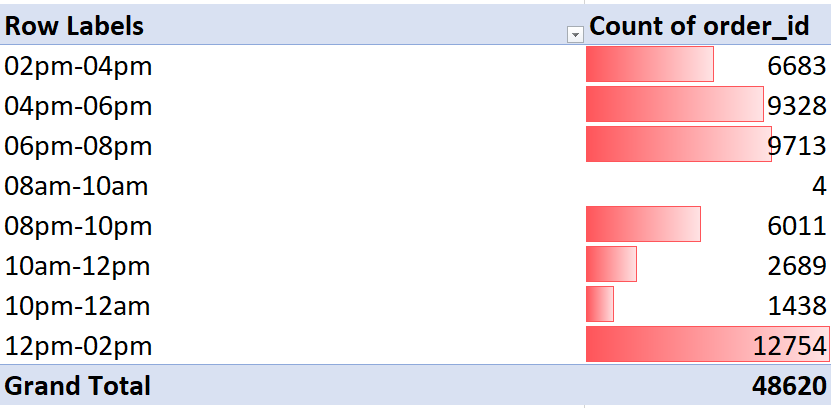 Row Labels Count of order_id
02pm-04pm 6683
04pm-06pm 9328
06pm-08pm 9713
08am-10am 4
08pm-10pm 6011
10am-12pm 2689
10pm-12am 1438
12pm-02pm 12754
Grand Total 48620